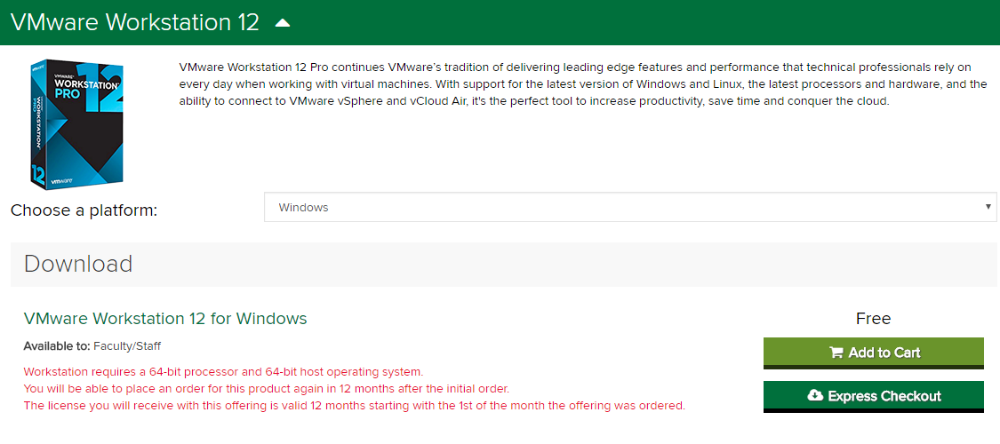 VMware Workstation 12
VMWARE
WORKSTATION
PRO
12
WORKSTATION
PRO
12
vmware
VMware Workstation 12 Pro continues VMware's tradition of delivering leading edge features and performance that technical professionals rely on
every day when working with virtual machines. With support for the latest version of Windows and Linux, the latest processors and hardware, and the
ability to connect to VMware vSphere and vCloud Air, it's the perfect tool to increase productivity, save time and conquer the cloud.
Choose a platform:
Windows
Download
VMware Workstation 12 for Windows
Free
Available to: Faculty/Staff
Add to Cart
Workstation requires a 64-bit processor and 64-bit host operating system.
You will be able to place an order for this product again in 12 months after the initial order.
Express Checkout
The license you will receive with this offering is valid 12 months starting with the 1st of the month the offering was ordered.